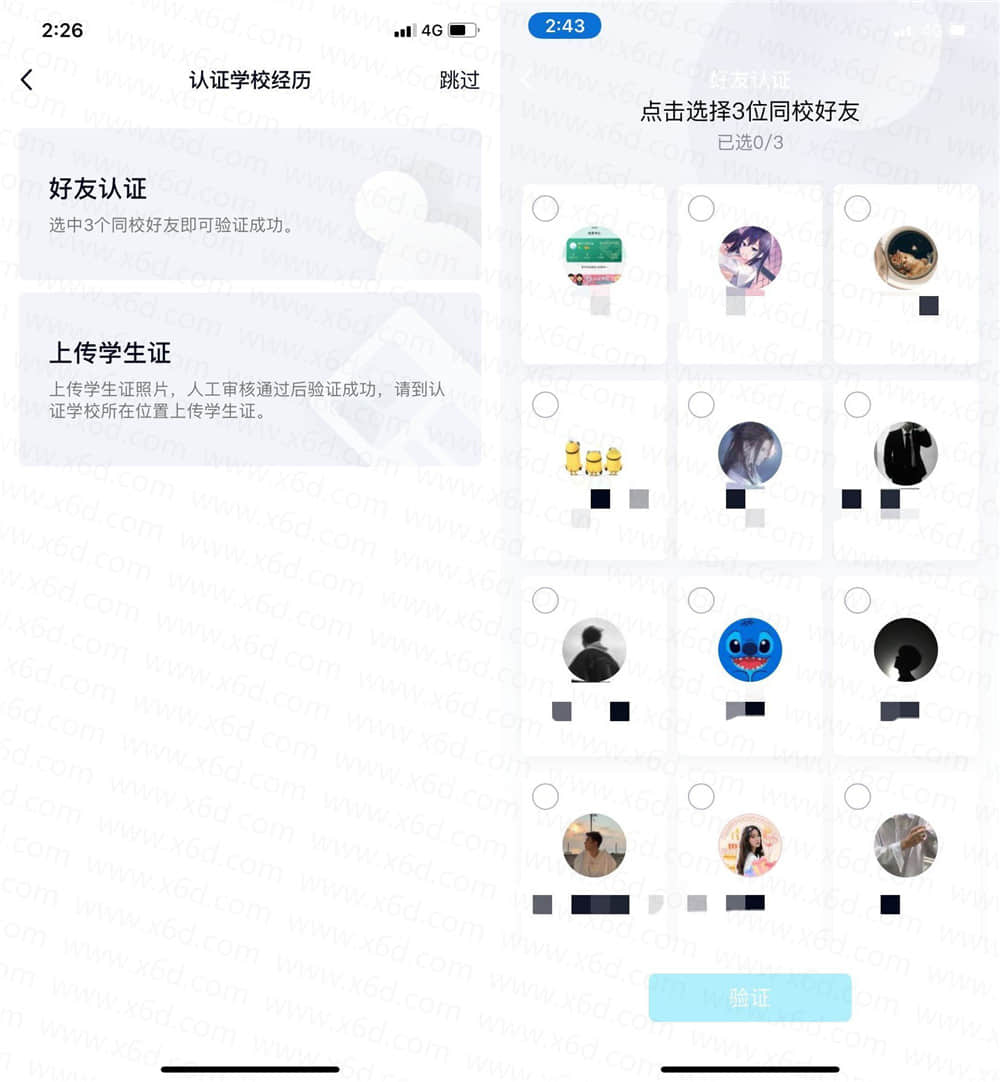 2:26
4G
认证学校经历
跳过
好友认证
选中3个同校好友即可验证成功。
上传学生证
上传学生证照片，人工审核通过后验证成功，请到认
证学校所在位置上传学生证。
2:43
4G
好友认证
点击选择3位同校好友
已选0/3
验证
www.x6d.com